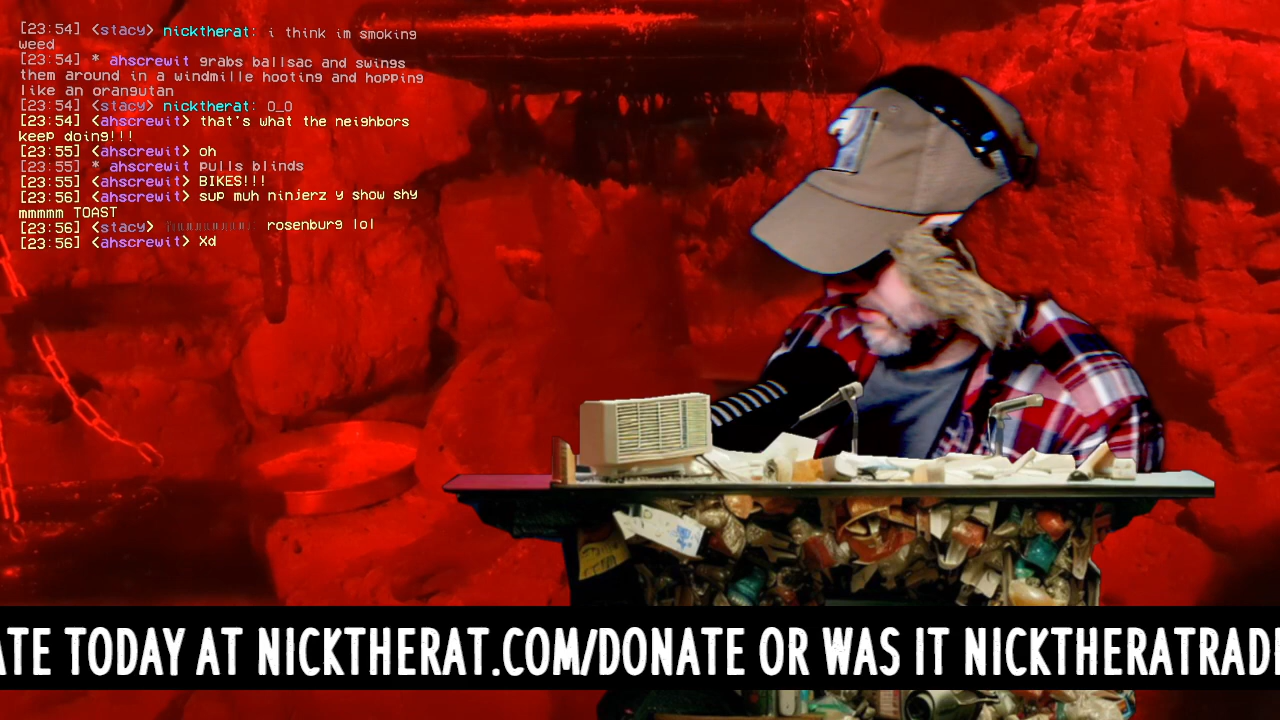 [23:54] <stacy> nicktherat: i think im smoking
weed
[23:54] * ahscrewit grabs ballsac and swings
them around in a windmille hooting and hopping
like an orangutan
[23:54] <stacy> nicktherat: O_O
[23:54] <ahscrewit> that's what the neighbors
keep doing!!!
[23:55] <ahscrewit> oh
[23:55] * ahscrewit pulls blinds
[23:55] <ahscrewit> BIKES!!!
[23:56] <ahscrewit> sup muh ninjerz y show shy
mmmmm TOAST
[23:56] <stacy> rosenburg lol
[23:56] <ahscrewit> Xd
ATE TODAY AT NICKTHERAT.COM/DONATE OR WAS IT NICKTHERATRADI